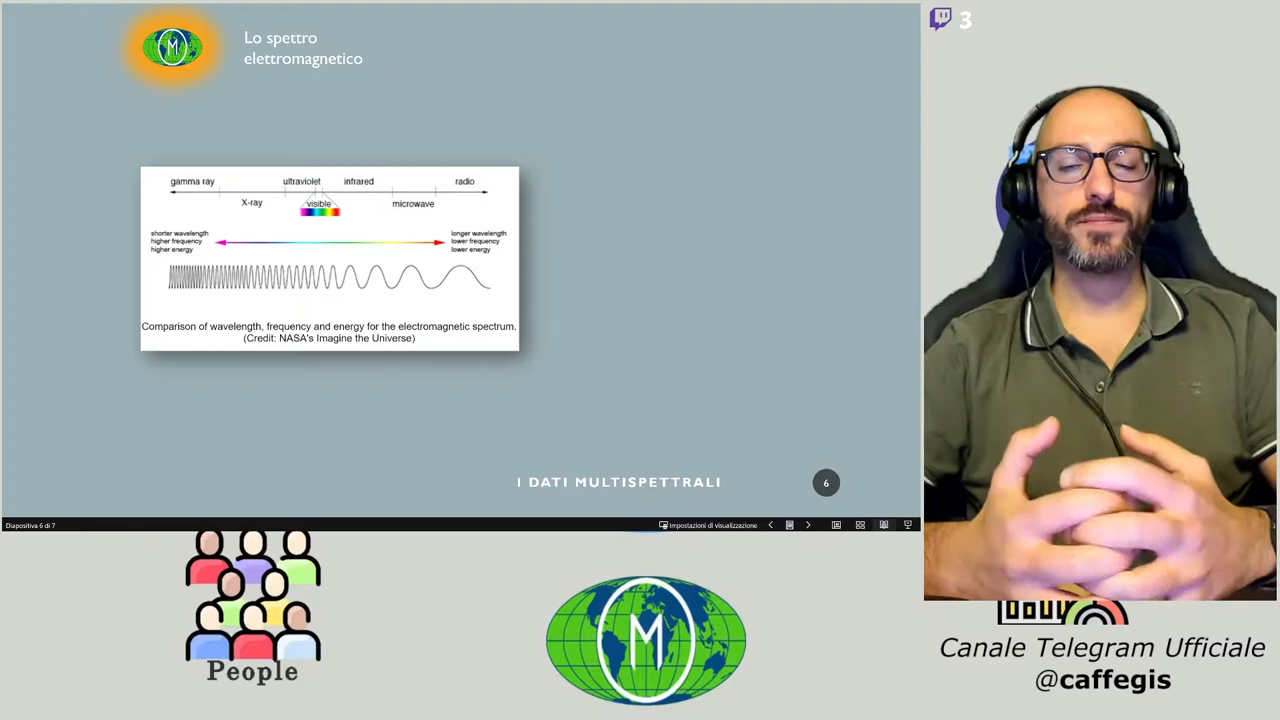 Lo spettro
elettromagnetico
gamma ray
ultraviolet
infrared
radio
X-ray
visible
microwave
shorter wavelength
higher frequency
higher energy
longer wavelength
lower frequency
lower energy
Comparison of wavelength, frequency and energy for the electromagnetic spectrum.
(Credit: NASA's Imagine the Universe)
I DATI MULTISPETTRALI
6
Diapositiva 6 di 7
Impostazioni di visualizzazione
3
M
People
M
Canale Telegram Ufficiale
@caffegis